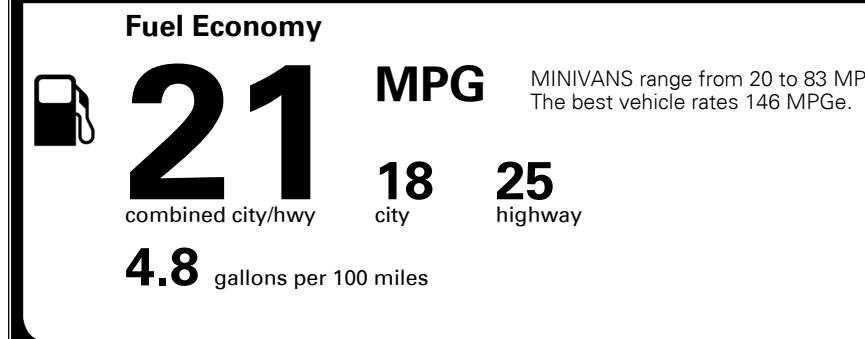 Fuel Economy
21 MPG
MINIVANS range from 20 to 83 MP
The best vehicle rates 146 MPGe.
18 25
combined city/hwy city highway
4.8 gallons per 100 miles